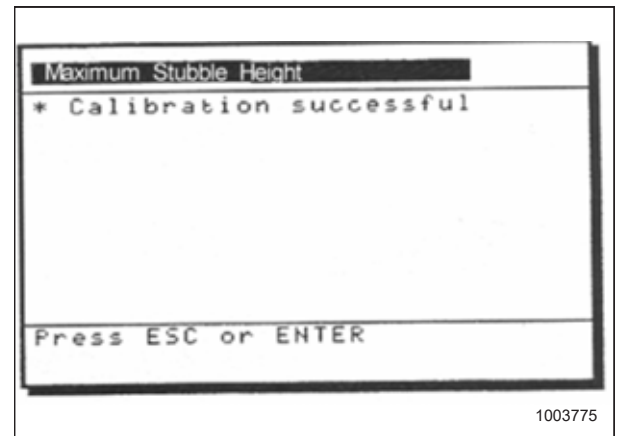 Maximum Stubble Height
* Calibration successful
Press ESC or ENTER
1003775